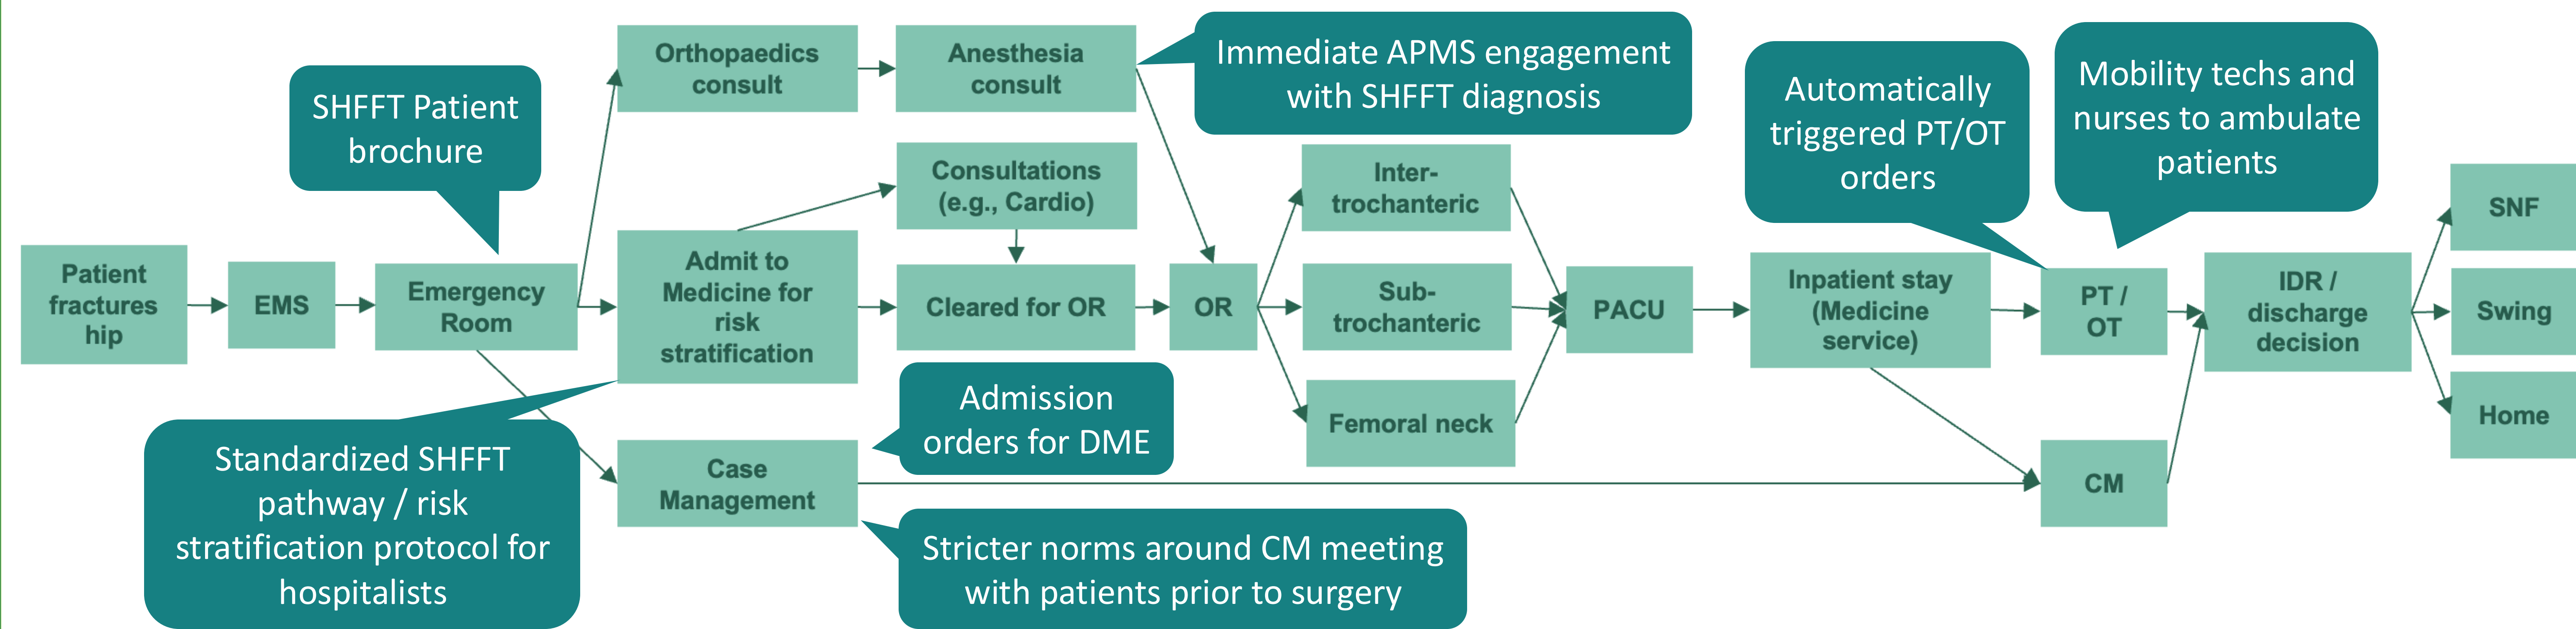 SHFFT Patient
brochure
Orthopaedics
consult
Anesthesia
consult
Immediate APMS engagement
with SHFFT diagnosis
Automatically
triggered PT/OT
orders
Mobility techs and
nurses to ambulate
patients
Patient
fractures
hip
EMS
Emergency
Room
Admit to
Medicine for
risk
stratification
Consultations
(e.g., Cardio)
Cleared for OR
OR
Inter-
trochanteric
Sub-
trochanteric
Femoral neck
PACU
Inpatient stay
(Medicine
service)
PT /
OT
IDR /
discharge
decision
SNF
Swing
Home
Standardized SHFFT
pathway / risk
stratification protocol for
hospitalists
Case
Management
Admission
orders for DME
Stricter norms around CM meeting
with patients prior to surgery
CM